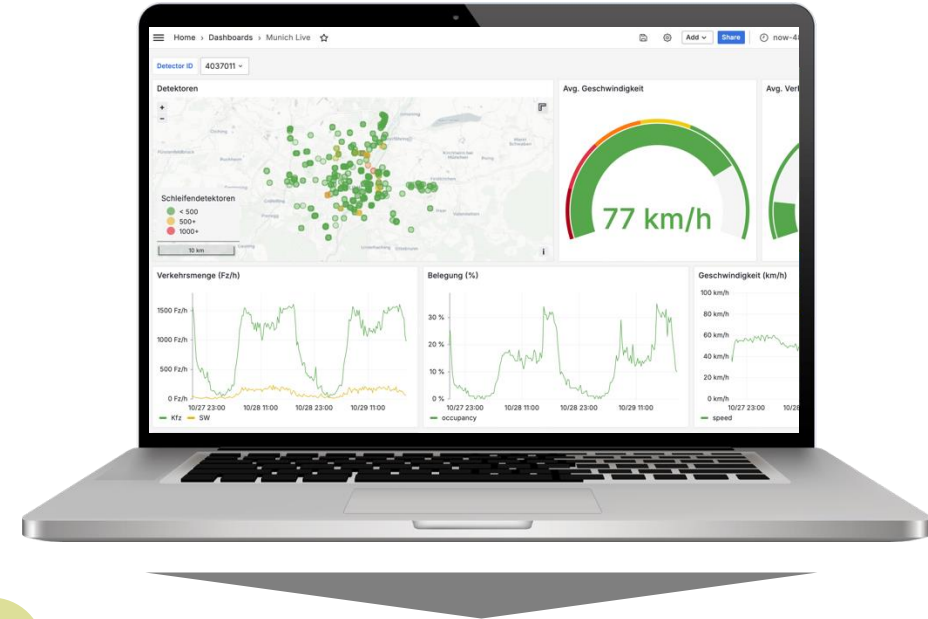 Home › Dashboards › Munich Live
Add
Share
now-48
Detector ID
4037011
Detektoren
+
−
Schleifendetektoren
< 500
500+
1000+
10 km
i
Avg. Geschwindigkeit
77 km/h
Avg. Ver
Verkehrsmenge (Fz/h)
1500 Fz/h
1000 Fz/h
500 Fz/h
0 Fz/h
10/27 23:00 10/28 11:00 10/28 23:00 10/29 11:00
Kfz SW
Belegung (%)
30 %
20 %
10 %
0 %
10/27 23:00 10/28 11:00 10/28 23:00 10/29 11:00
occupancy
Geschwindigkeit (km/h)
100 km/h
80 km/h
60 km/h
40 km/h
20 km/h
0 km/h
10/27 23:00 10/28
speed